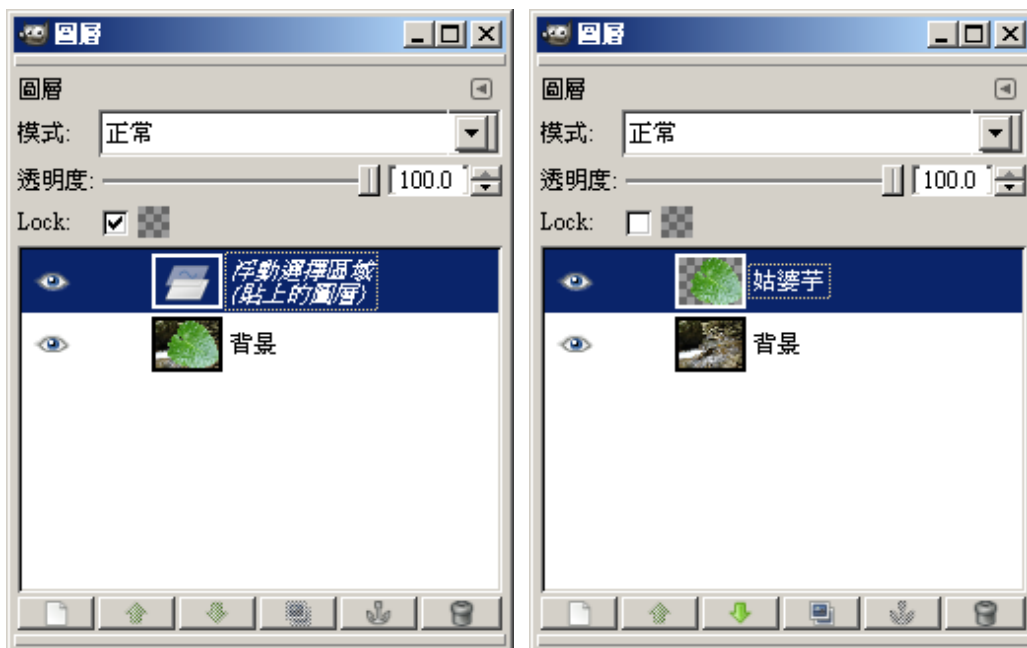 圖層
圖層
模式: 正常
透明度: 100.0
Lock:
浮動選擇區域
(貼上的圖層)
背景
圖層
圖層
模式: 正常
透明度: 100.0
Lock:
姑婆芋
背景